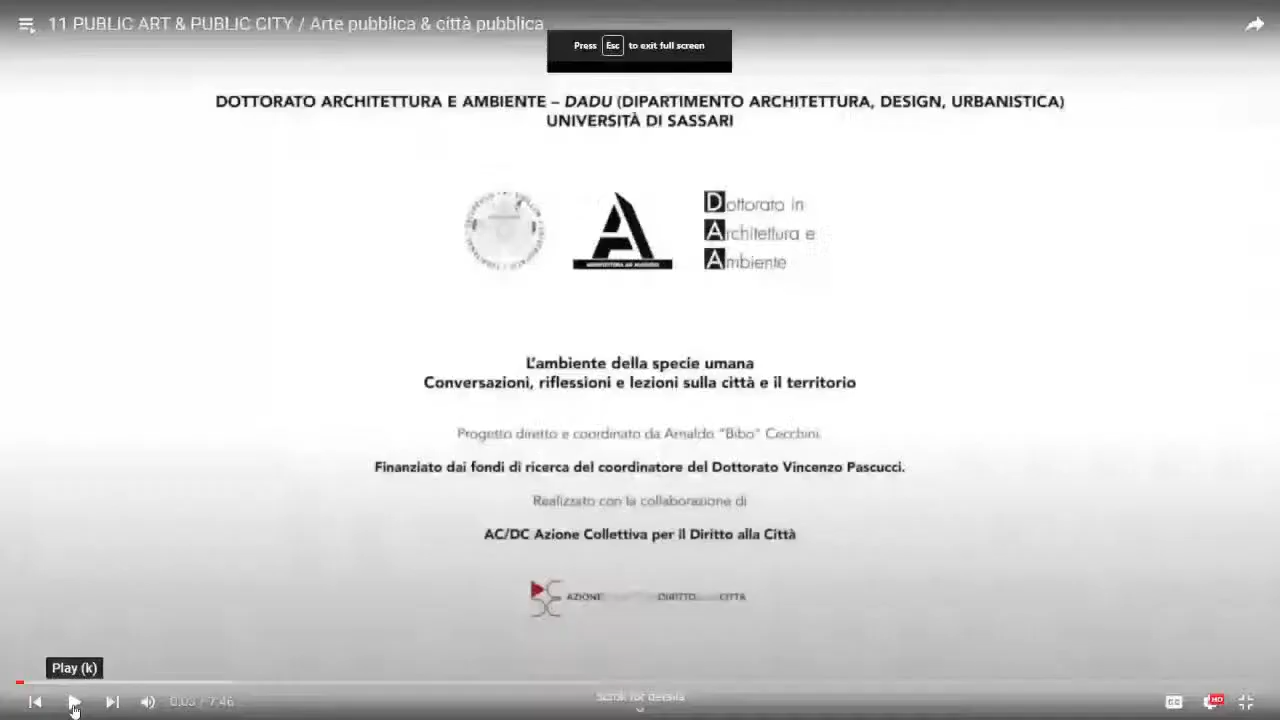 11 PUBLIC ART & PUBLIC CITY / Arte pubblica & città pubblica
Press Esc to exit full screen
DOTTORATO ARCHITETTURA E AMBIENTE – DADU (DIPARTIMENTO ARCHITETTURA, DESIGN, URBANISTICA)
UNIVERSITÀ DI SASSARI
Dottorato in
Architettura e
Ambiente
L'ambiente della specie umana
Conversazioni, riflessioni e lezioni sulla città e il territorio
Progetto diretto e coordinato da Arnaldo "Bibo" Cecchini.
Finanziato dai fondi di ricerca del coordinatore del Dottorato Vincenzo Pascucci.
Realizzato con la collaborazione di
AC/DC Azione Collettiva per il Diritto alla Città
AZIONE DIRITTO CITTÀ
Play (k)
0:03 / 7:46
Scroll for details
CC
HD